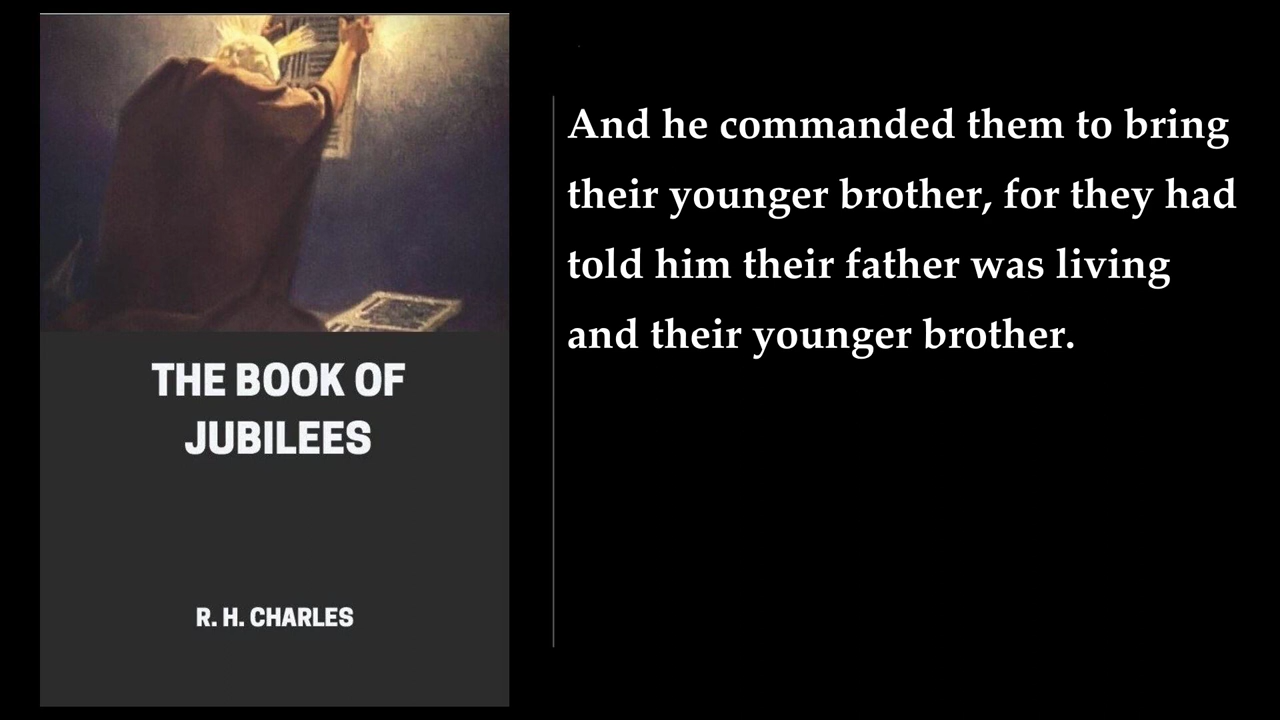 THE BOOK OF
JUBILEES
R. H. CHARLES
And he commanded them to bring
their younger brother, for they had
told him their father was living
and their younger brother.